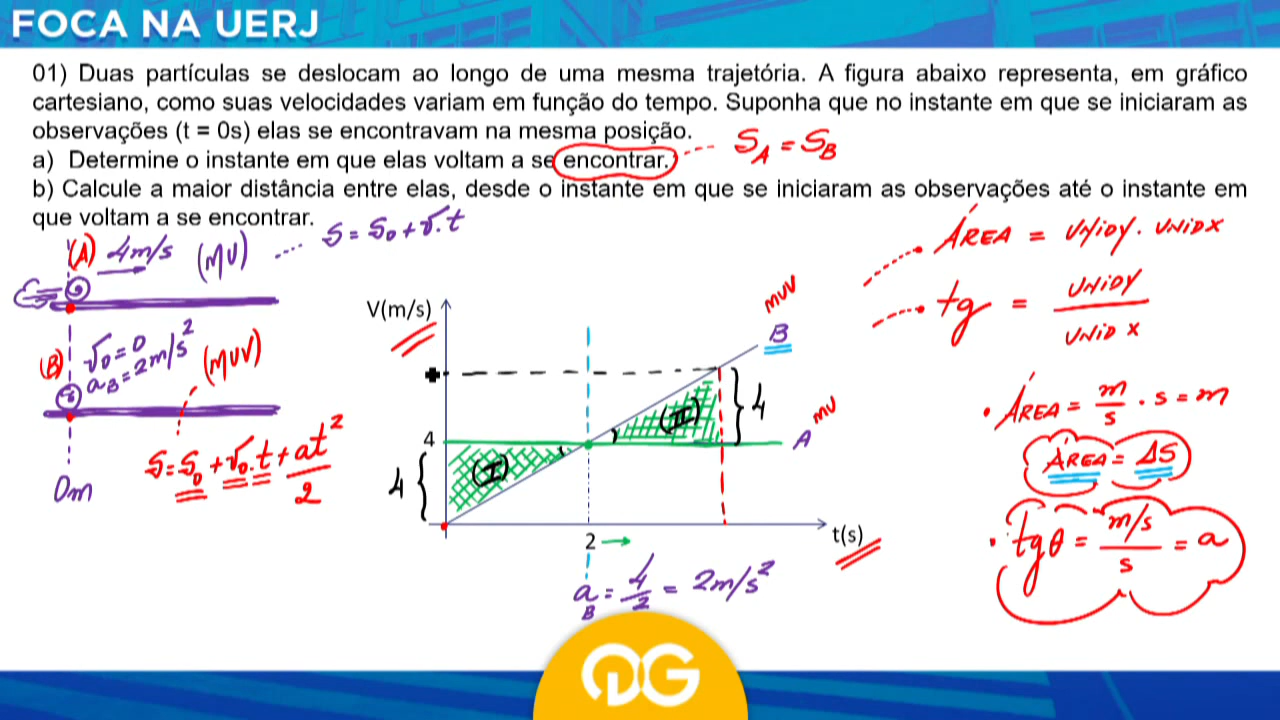 FOCA NA UERJ
01) Duas partículas se deslocam ao longo de uma mesma trajetória. A figura abaixo representa, em gráfico
cartesiano, como suas velocidades variam em função do tempo. Suponha que no instante em que se iniciaram as
observações (t = 0s) elas se encontravam na mesma posição.
a) Determine o instante em que elas voltam a se encontrar.
S_A = S_B
b) Calcule a maior distância entre elas, desde o instante em que se iniciaram as observações até o instante em
que voltam a se encontrar.
S = S₀ + v.t
(A) 4m/s (MU)
ÁREA = UNIDY. UNIDX
tg = UNIDY / UNID X
(B) v₀ = 0 (MUV)
a_B = 2m/s²
S = S₀ + v₀.t + at²/2
0m
V(m/s)
MUV
B
4
(II)
4
MU
A
4
(I)
4
2
t(s)
a_B = 4/2 = 2m/s²
• ÁREA = m/s . s = m
ÁREA = ΔS
• tgθ = m/s / s = a
QG